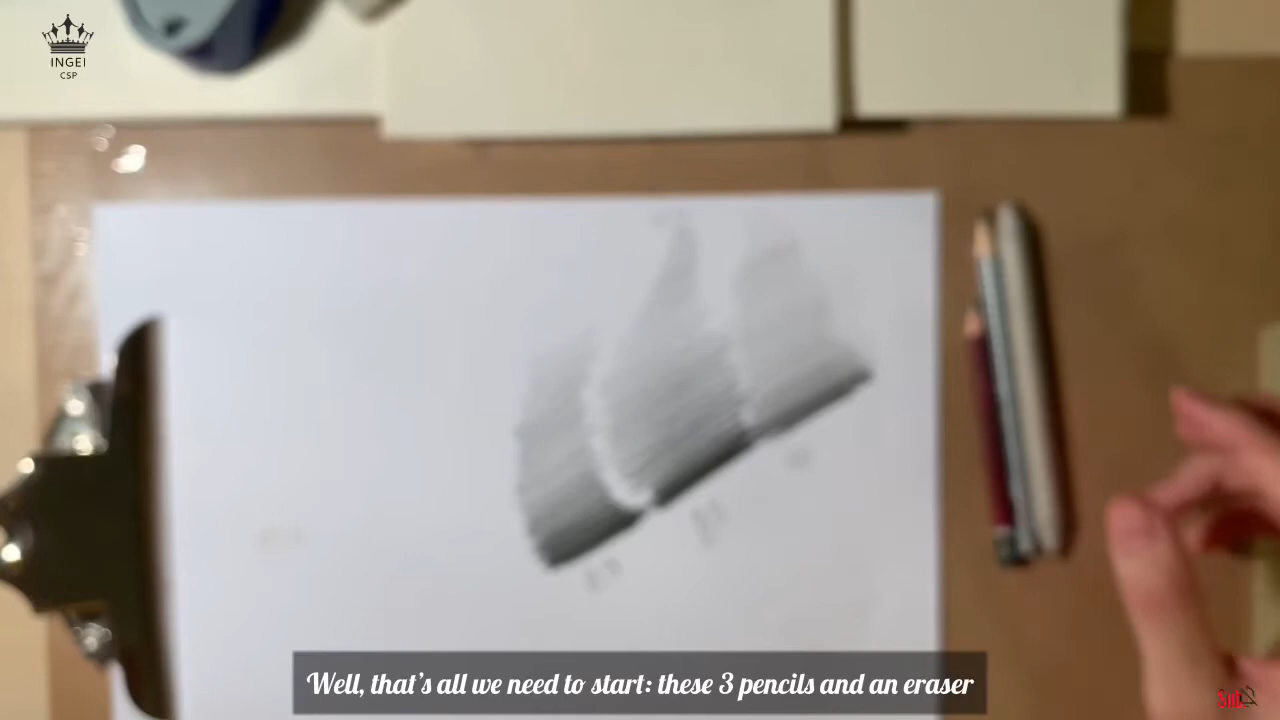 INGEI
CSP
Well, that's all we need to start: these 3 pencils and an eraser